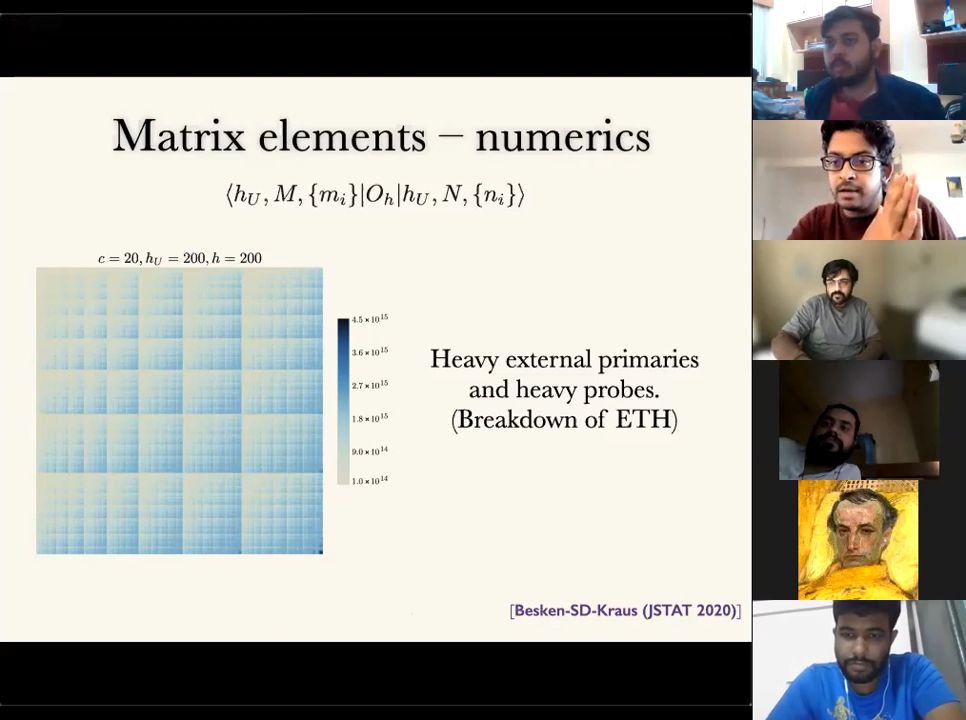 Matrix elements – numerics
⟨h_U, M, {m_i}|O_h|h_U, N, {n_i}⟩
c = 20, h_U = 200, h = 200
4.5×10^15
3.6×10^15
2.7×10^15
1.8×10^15
9.0×10^14
1.0×10^14
Heavy external primaries
and heavy probes.
(Breakdown of ETH)
[Besken-SD-Kraus (JSTAT 2020)]